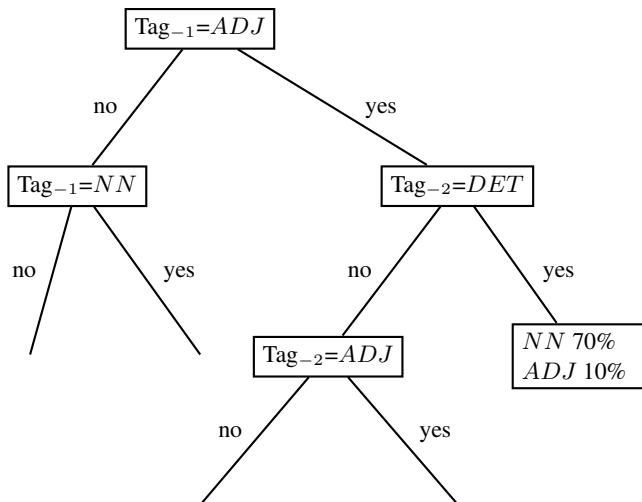 Tag₋₁=ADJ
no
yes
Tag₋₁=NN
Tag₋₂=DET
no
yes
no
yes
Tag₋₂=ADJ
NN 70%
ADJ 10%
no
yes